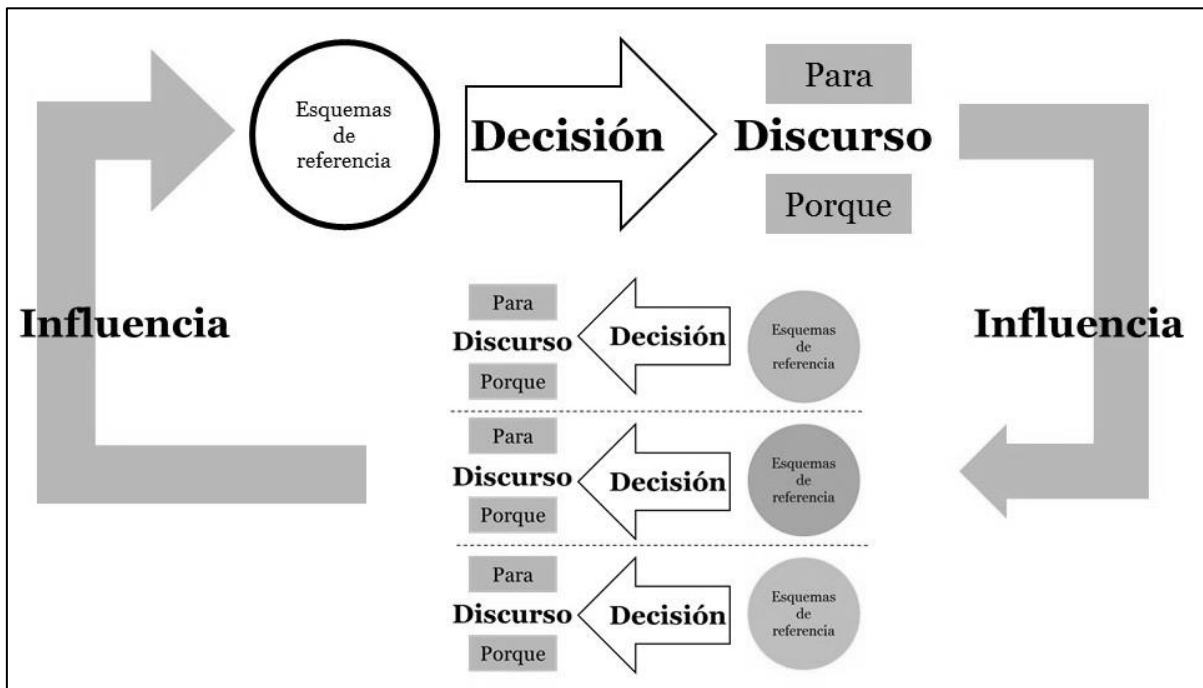 Esquemas
de
referencia
Decisión
Para
Discurso
Porque
Influencia
Influencia
Para
Discurso
Porque
Decisión
Esquemas
de
referencia
Para
Discurso
Porque
Decisión
Esquemas
de
referencia
Para
Discurso
Porque
Decisión
Esquemas
de
referencia